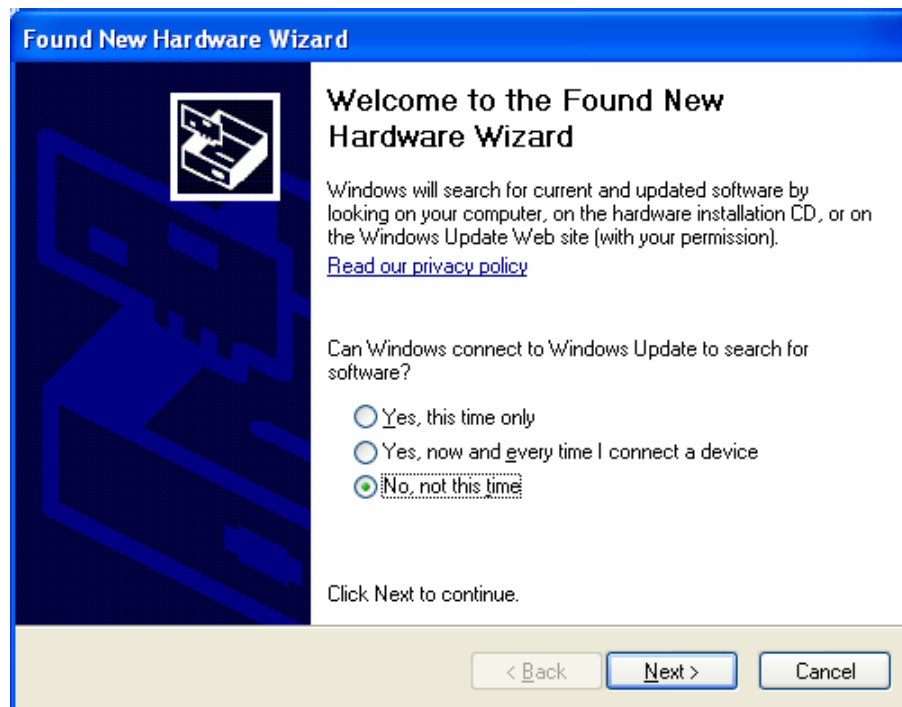 Found New Hardware Wizard
Welcome to the Found New
Hardware Wizard
Windows will search for current and updated software by
looking on your computer, on the hardware installation CD, or on
the Windows Update Web site (with your permission).
Read our privacy policy
Can Windows connect to Windows Update to search for
software?
Yes, this time only
Yes, now and every time I connect a device
No, not this time
Click Next to continue.
< Back
Next >
Cancel